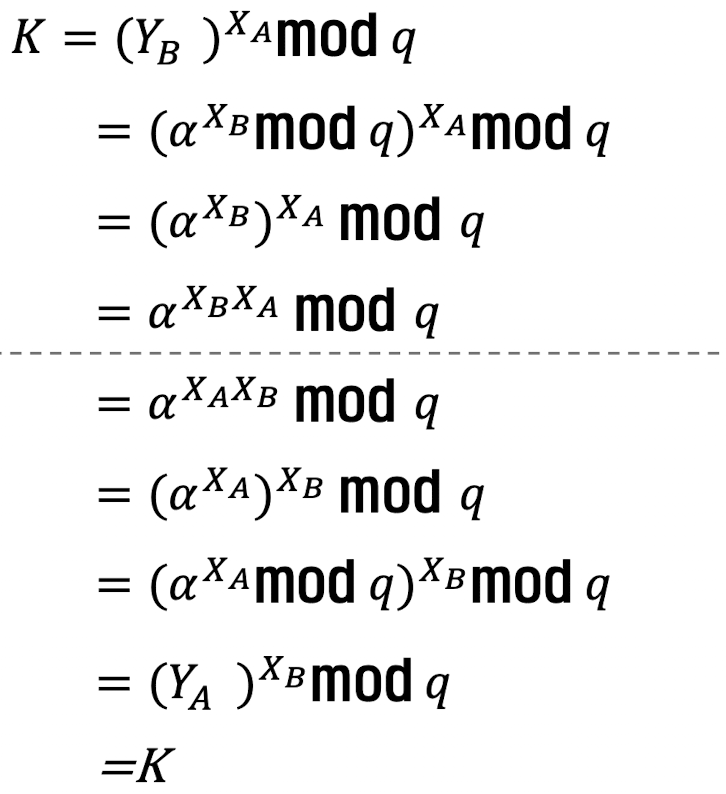 K = (Y_B )^{X_A} mod q
= (α^{X_B} mod q)^{X_A} mod q
= (α^{X_B})^{X_A} mod q
= α^{X_B X_A} mod q
= α^{X_A X_B} mod q
= (α^{X_A})^{X_B} mod q
= (α^{X_A} mod q)^{X_B} mod q
= (Y_A )^{X_B} mod q
=K